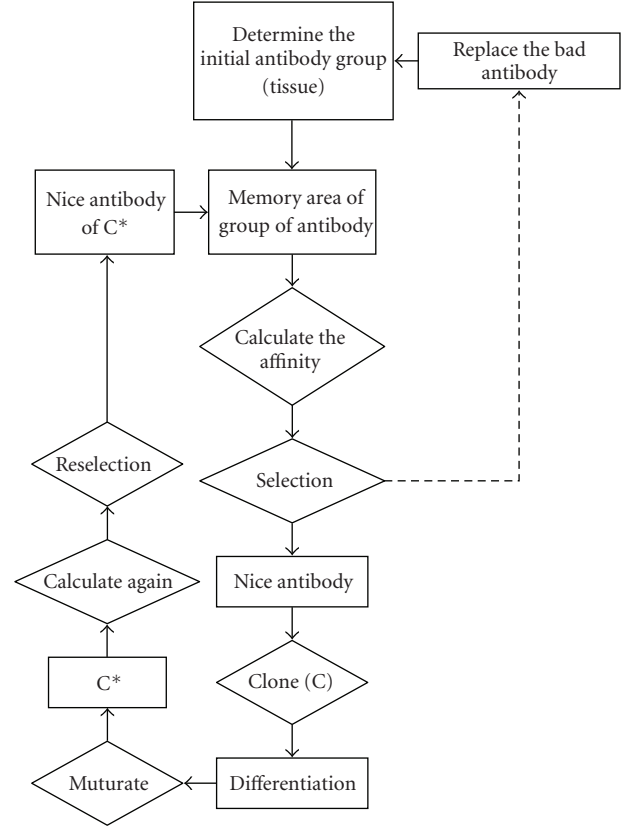 Determine the
initial antibody group
(tissue)
Replace the bad
antibody
Nice antibody
of C*
Memory area of
group of antibody
Calculate the
affinity
Reselection
Selection
Calculate again
Nice antibody
C*
Clone (C)
Muturate
Differentiation